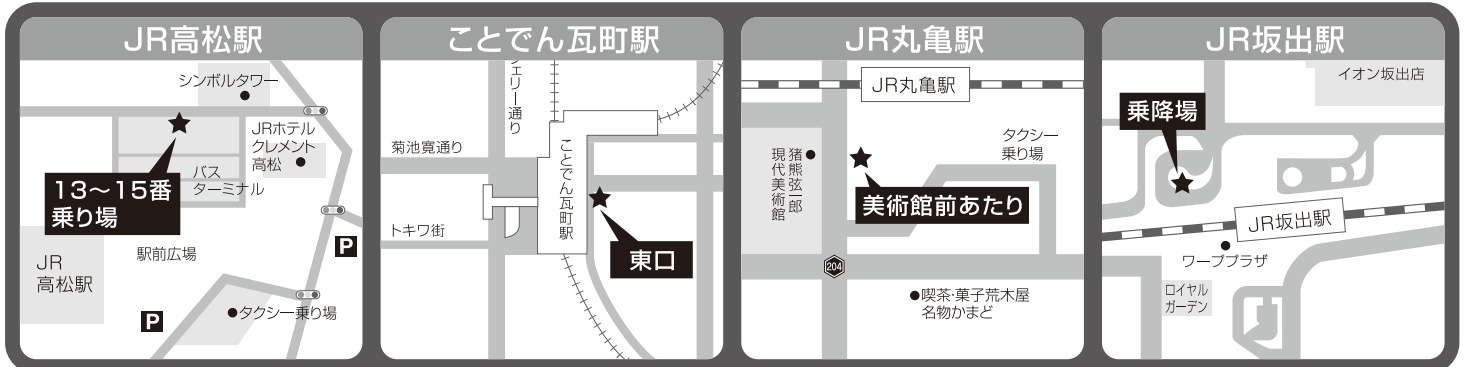 JR高松駅
シンボルタワー
JRホテル
クレメント
高松
バス
ターミナル
13〜15番
乗り場
駅前広場
P
JR
高松駅
P
タクシー乗り場
ことでん瓦町駅
フェリー通り
菊池寛通り
ことでん瓦町駅
トキワ街
東口
JR丸亀駅
JR丸亀駅
タクシー
乗り場
猪熊弦一郎
現代美術館
美術館前あたり
204
喫茶・菓子荒木屋
名物かまど
JR坂出駅
イオン坂出店
乗降場
JR坂出駅
ワーププラザ
ロイヤル
ガーデン